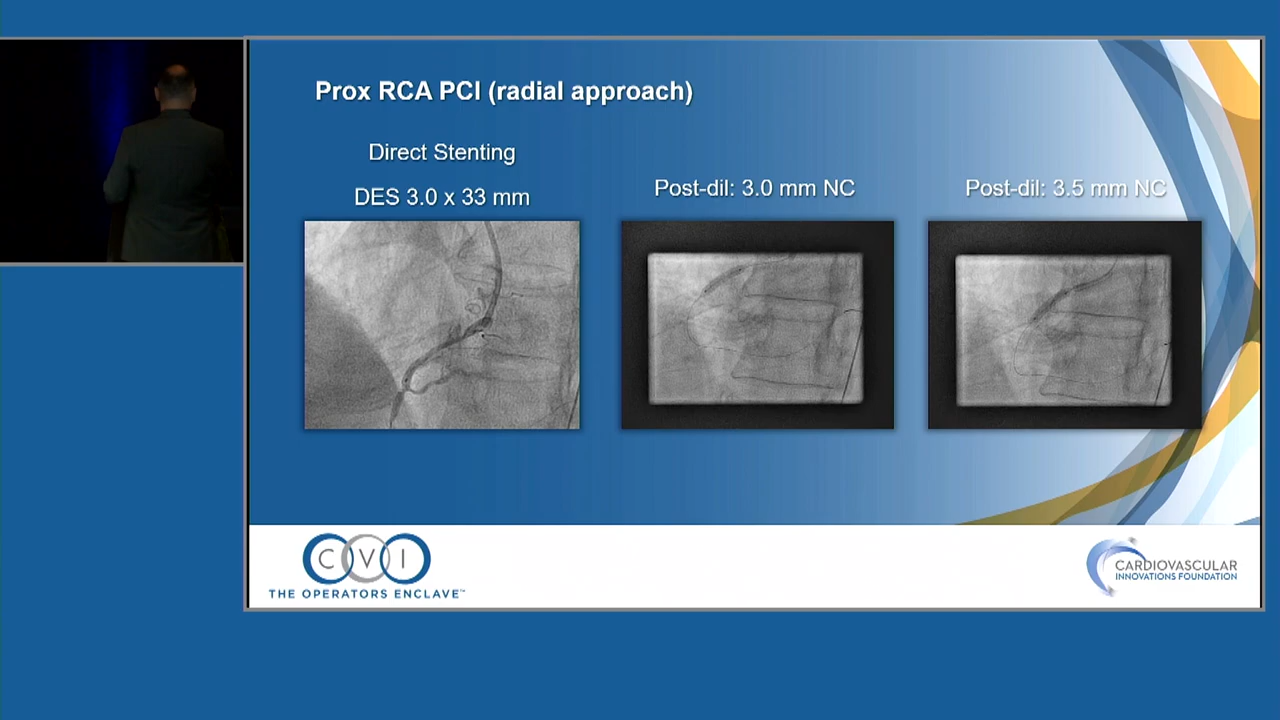 Prox RCA PCI (radial approach)
Direct Stenting
DES 3.0 x 33 mm
Post-dil: 3.0 mm NC
Post-dil: 3.5 mm NC
CVI
THE OPERATORS ENCLAVE™
CARDIOVASCULAR
INNOVATIONS FOUNDATION